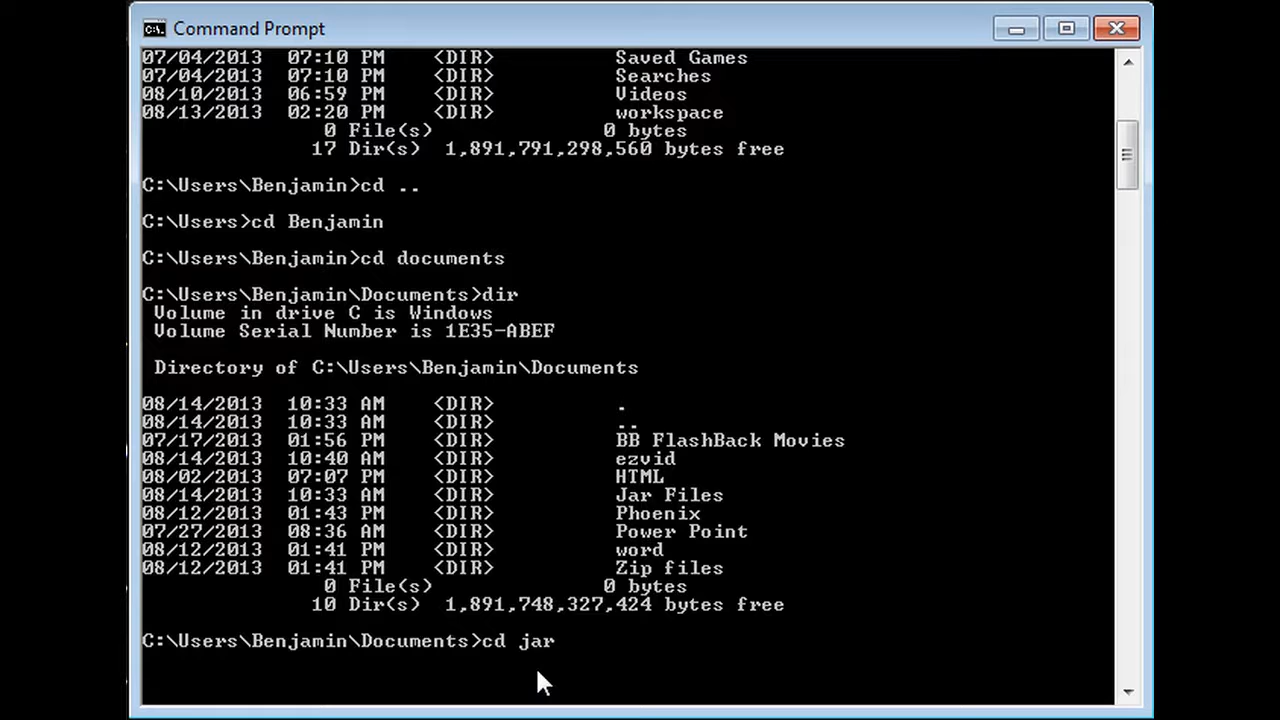 Command Prompt
07/04/2013  07:10 PM    <DIR>          Saved Games
07/04/2013  07:10 PM    <DIR>          Searches
08/10/2013  06:59 PM    <DIR>          Videos
08/13/2013  02:20 PM    <DIR>          workspace
               0 File(s)              0 bytes
              17 Dir(s)  1,891,791,298,560 bytes free
C:\Users\Benjamin>cd ..
C:\Users>cd Benjamin
C:\Users\Benjamin>cd documents
C:\Users\Benjamin\Documents>dir
 Volume in drive C is Windows
 Volume Serial Number is 1E35-ABEF
 Directory of C:\Users\Benjamin\Documents
08/14/2013  10:33 AM    <DIR>          .
08/14/2013  10:33 AM    <DIR>          ..
07/17/2013  01:56 PM    <DIR>          BB FlashBack Movies
08/14/2013  10:40 AM    <DIR>          ezvid
08/02/2013  07:07 PM    <DIR>          HTML
08/14/2013  10:33 AM    <DIR>          Jar Files
08/12/2013  01:43 PM    <DIR>          Phoenix
07/27/2013  08:36 AM    <DIR>          Power Point
08/12/2013  01:41 PM    <DIR>          word
08/12/2013  01:41 PM    <DIR>          Zip files
               0 File(s)              0 bytes
              10 Dir(s)  1,891,748,327,424 bytes free
C:\Users\Benjamin\Documents>cd jar